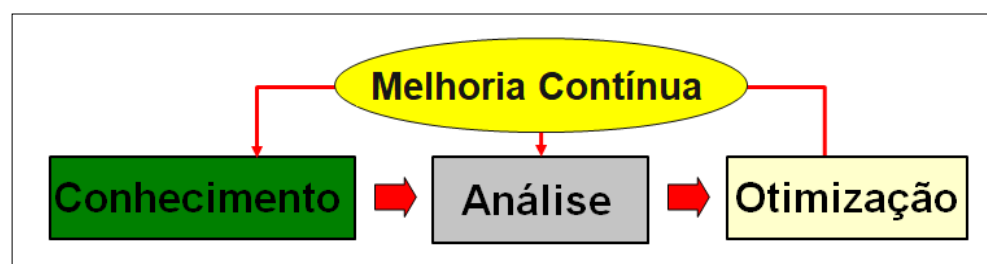 Melhoria Contínua
Conhecimento
Análise
Otimização